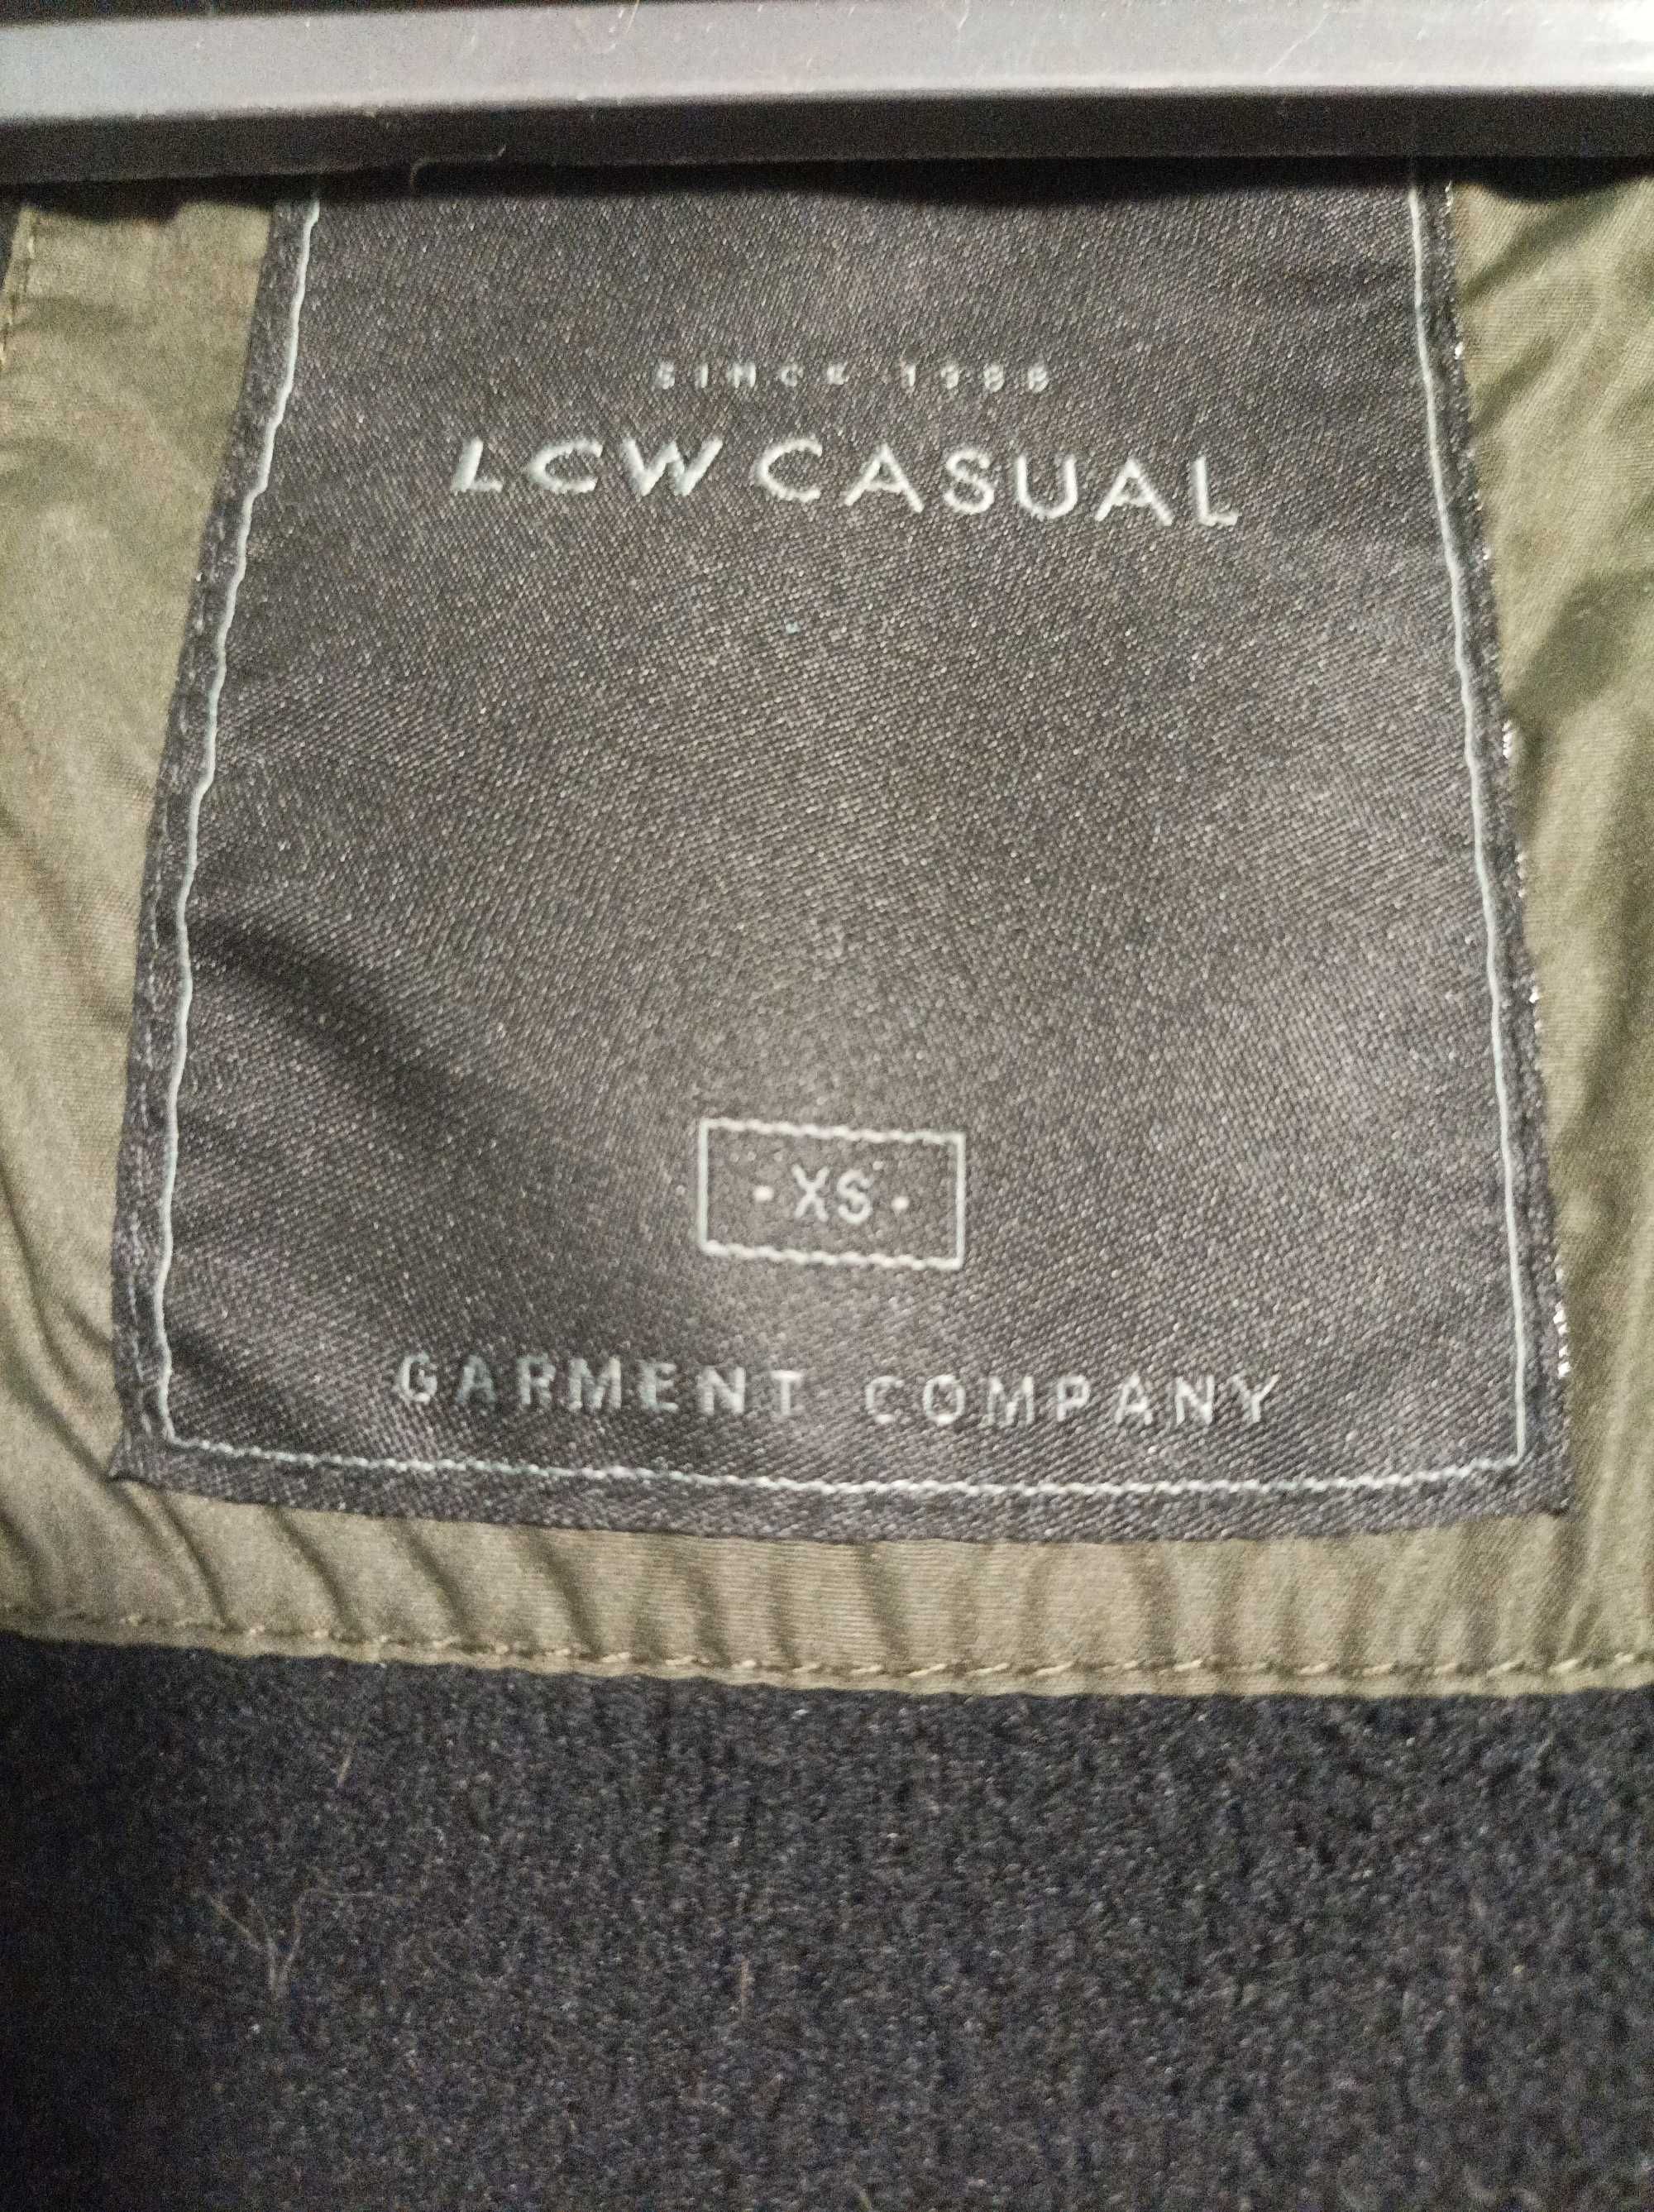 SINCE 1988
LCW CASUAL
· XS ·
GARMENT COMPANY